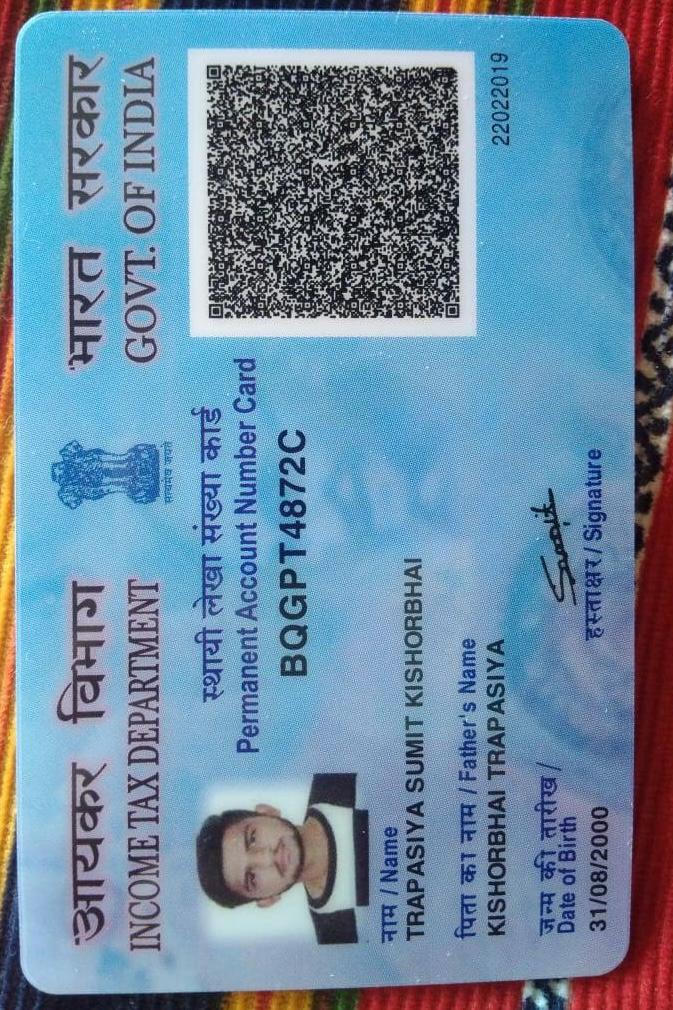 आयकर विभाग
INCOME TAX DEPARTMENT
सत्यमेव जयते
भारत सरकार
GOVT. OF INDIA
स्थायी लेखा संख्या कार्ड
Permanent Account Number Card
BQGPT4872C
नाम / Name
TRAPASIYA SUMIT KISHORBHAI
पिता का नाम / Father's Name
KISHORBHAI TRAPASIYA
जन्म की तारीख /
Date of Birth
31/08/2000
Sumit
हस्ताक्षर / Signature
22022019